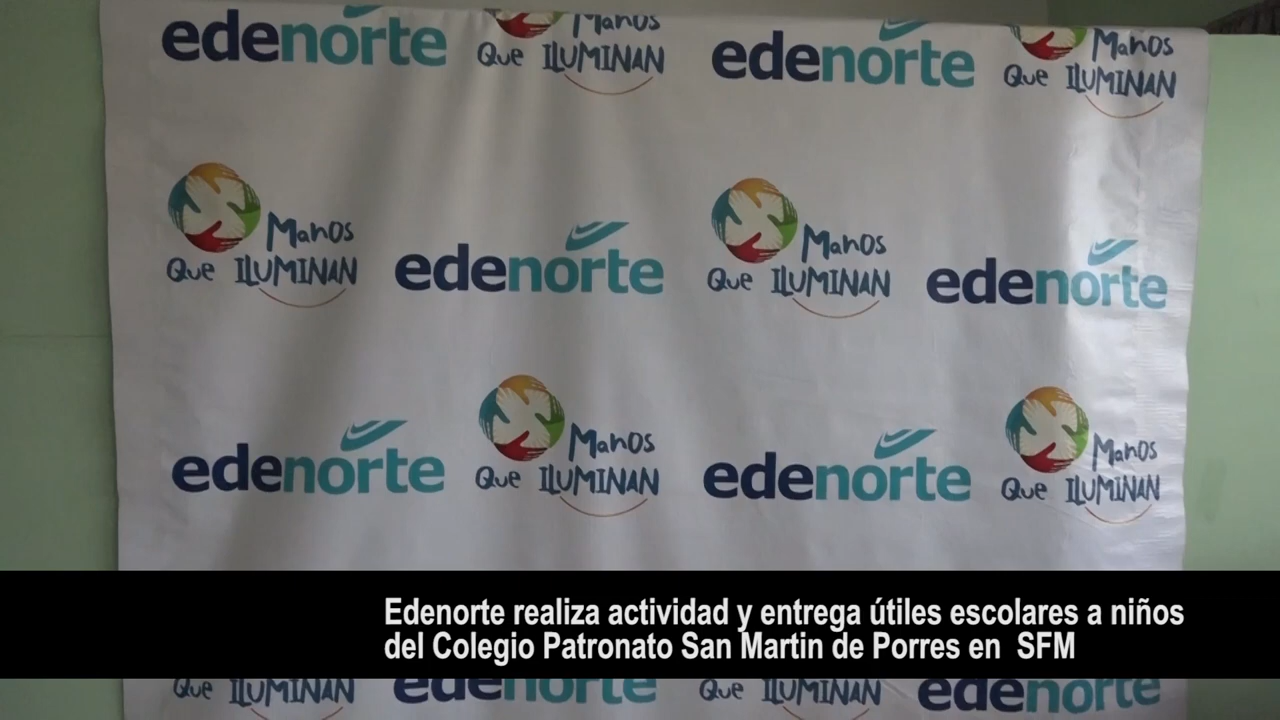 edenorte
Manos
Que ILUMINAN
edenorte
Manos
Que ILUMINAN
Manos
Que ILUMINAN
edenorte
Manos
Que ILUMINAN
edenorte
edenorte
Manos
Que ILUMINAN
edenorte
Manos
Que ILUMINAN
Edenorte realiza actividad y entrega útiles escolares a niños
del Colegio Patronato San Martin de Porres en SFM
Que ILUMINAN
edenorte
Que ILUMINAN
edenorte